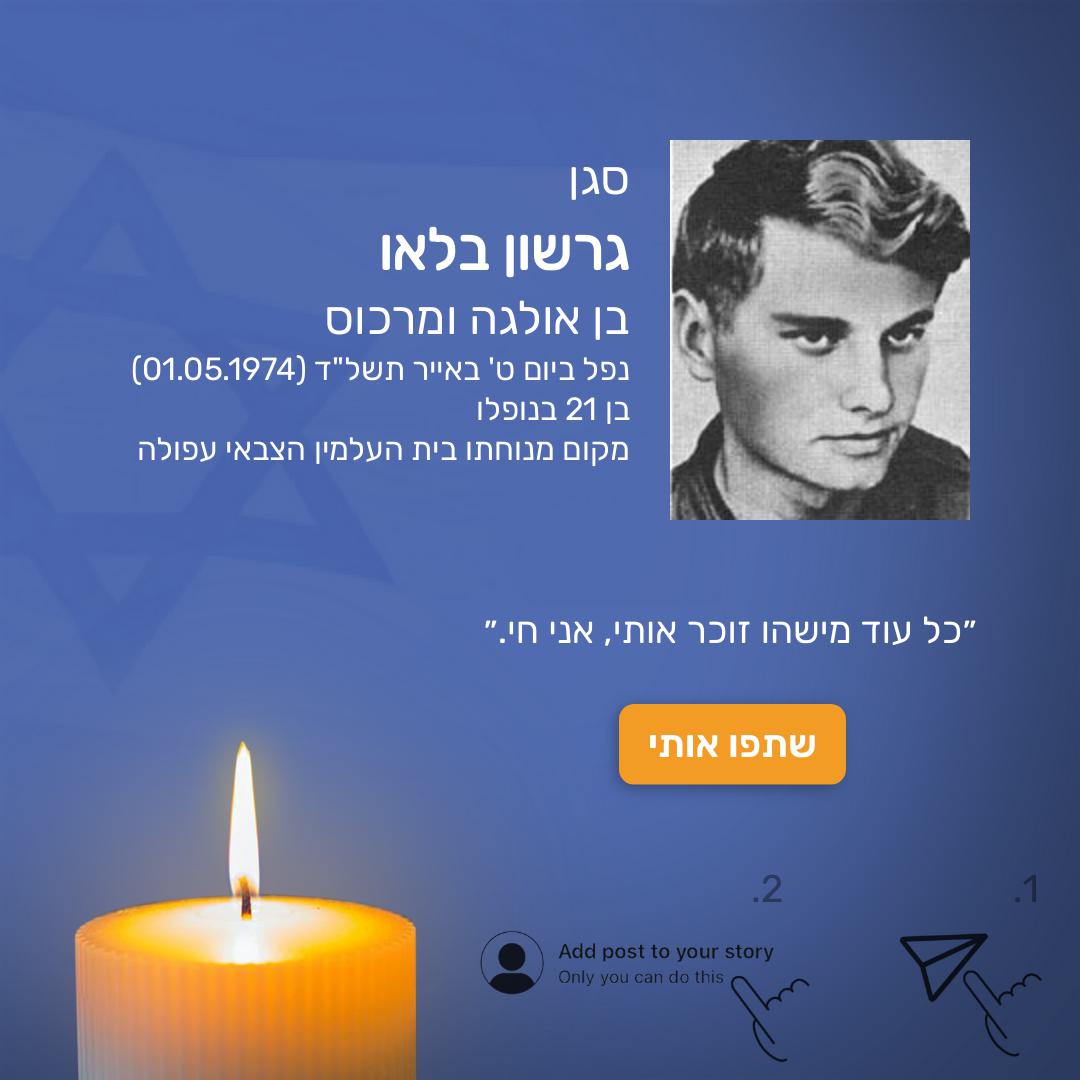 סגן
גרשון בלאו
בן אולגה ומרכוס
נפל ביום ט' באייר תשל"ד (01.05.1974)
בן 21 בנופלו
מקום מנוחתו בית העלמין הצבאי עפולה
״כל עוד מישהו זוכר אותי, אני חי.״
שתפו אותי
.1
.2
Add post to your story
Only you can do this